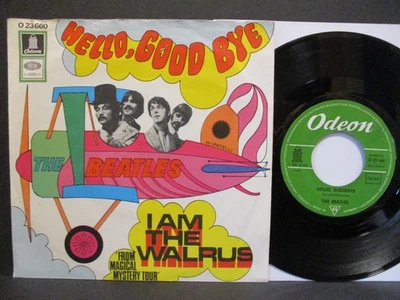 O 23 660
HELLO, GOOD BYE
Odeon
THE BEATLES
I AM
THE
WALRUS
"FROM
MAGICAL
MYSTERY TOUR"
Odeon
HELLO, GOODBYE
THE BEATLES